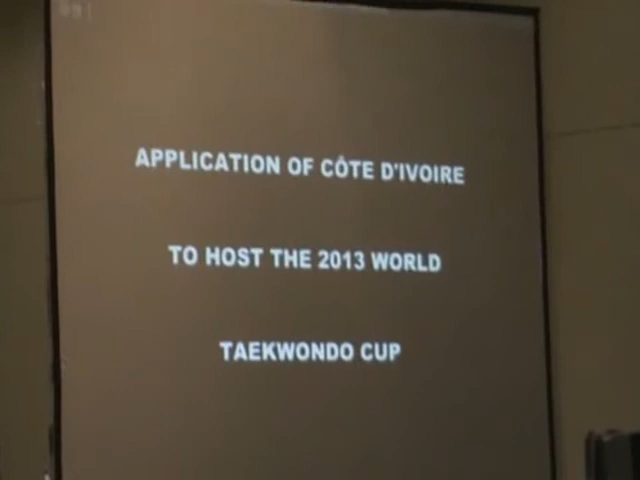 APPLICATION OF CÔTE D'IVOIRE
TO HOST THE 2013 WORLD
TAEKWONDO CUP